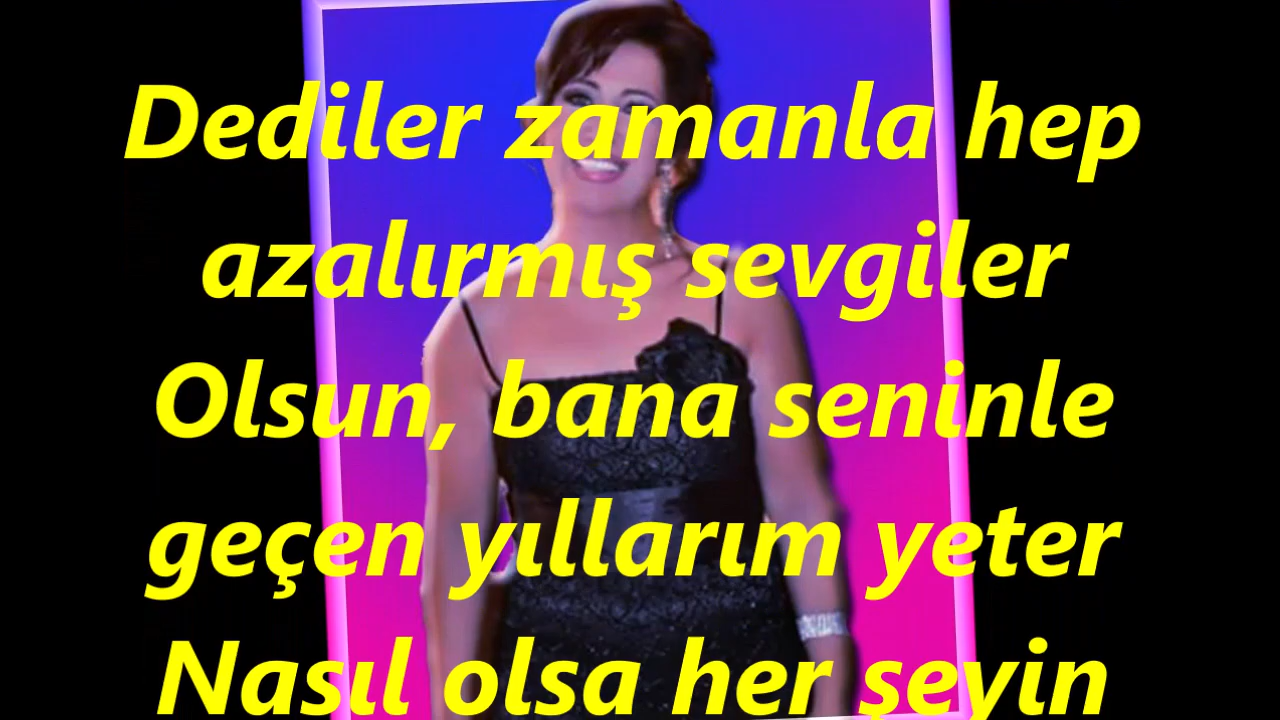 Dediler zamanla hep
azalırmış sevgiler
Olsun, bana seninle
geçen yıllarım yeter
Nasıl olsa her şeyin